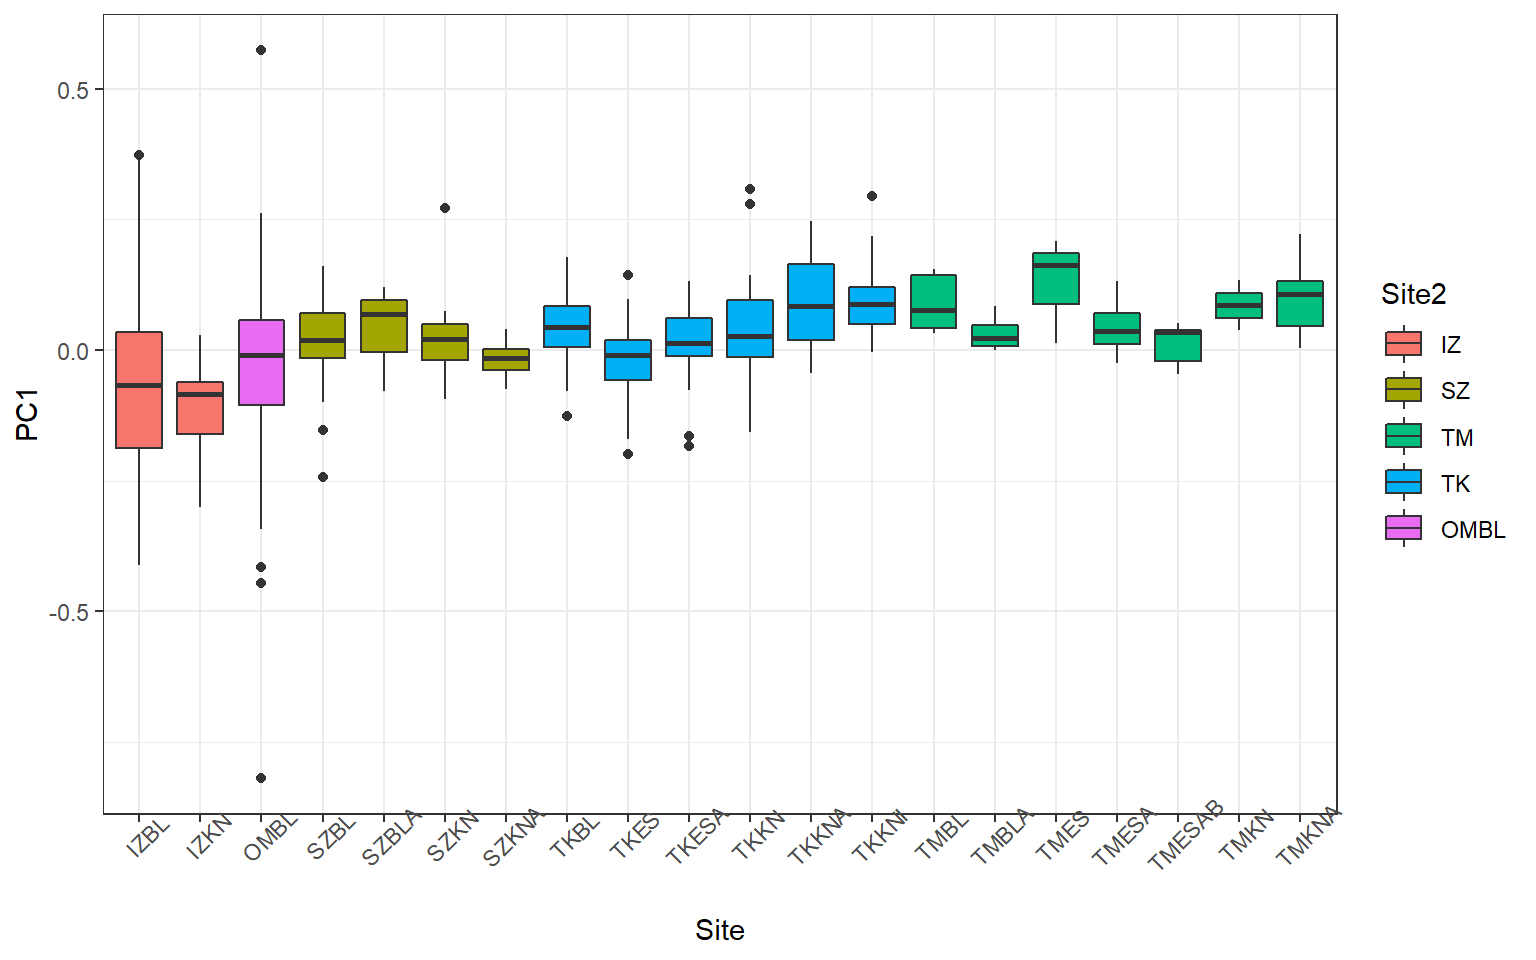 0.5
0.0
-0.5
PC1
IZBL
IZKN
OMBL
SZBL
SZBLA
SZKN
SZKNA
TKBL
TKES
TKESA
TKKN
TKKNA
TKKNI
TMBL
TMBLA
TMES
TMESA
TMESAB
TMKN
TMKNA
Site
Site2
IZ
SZ
TM
TK
OMBL